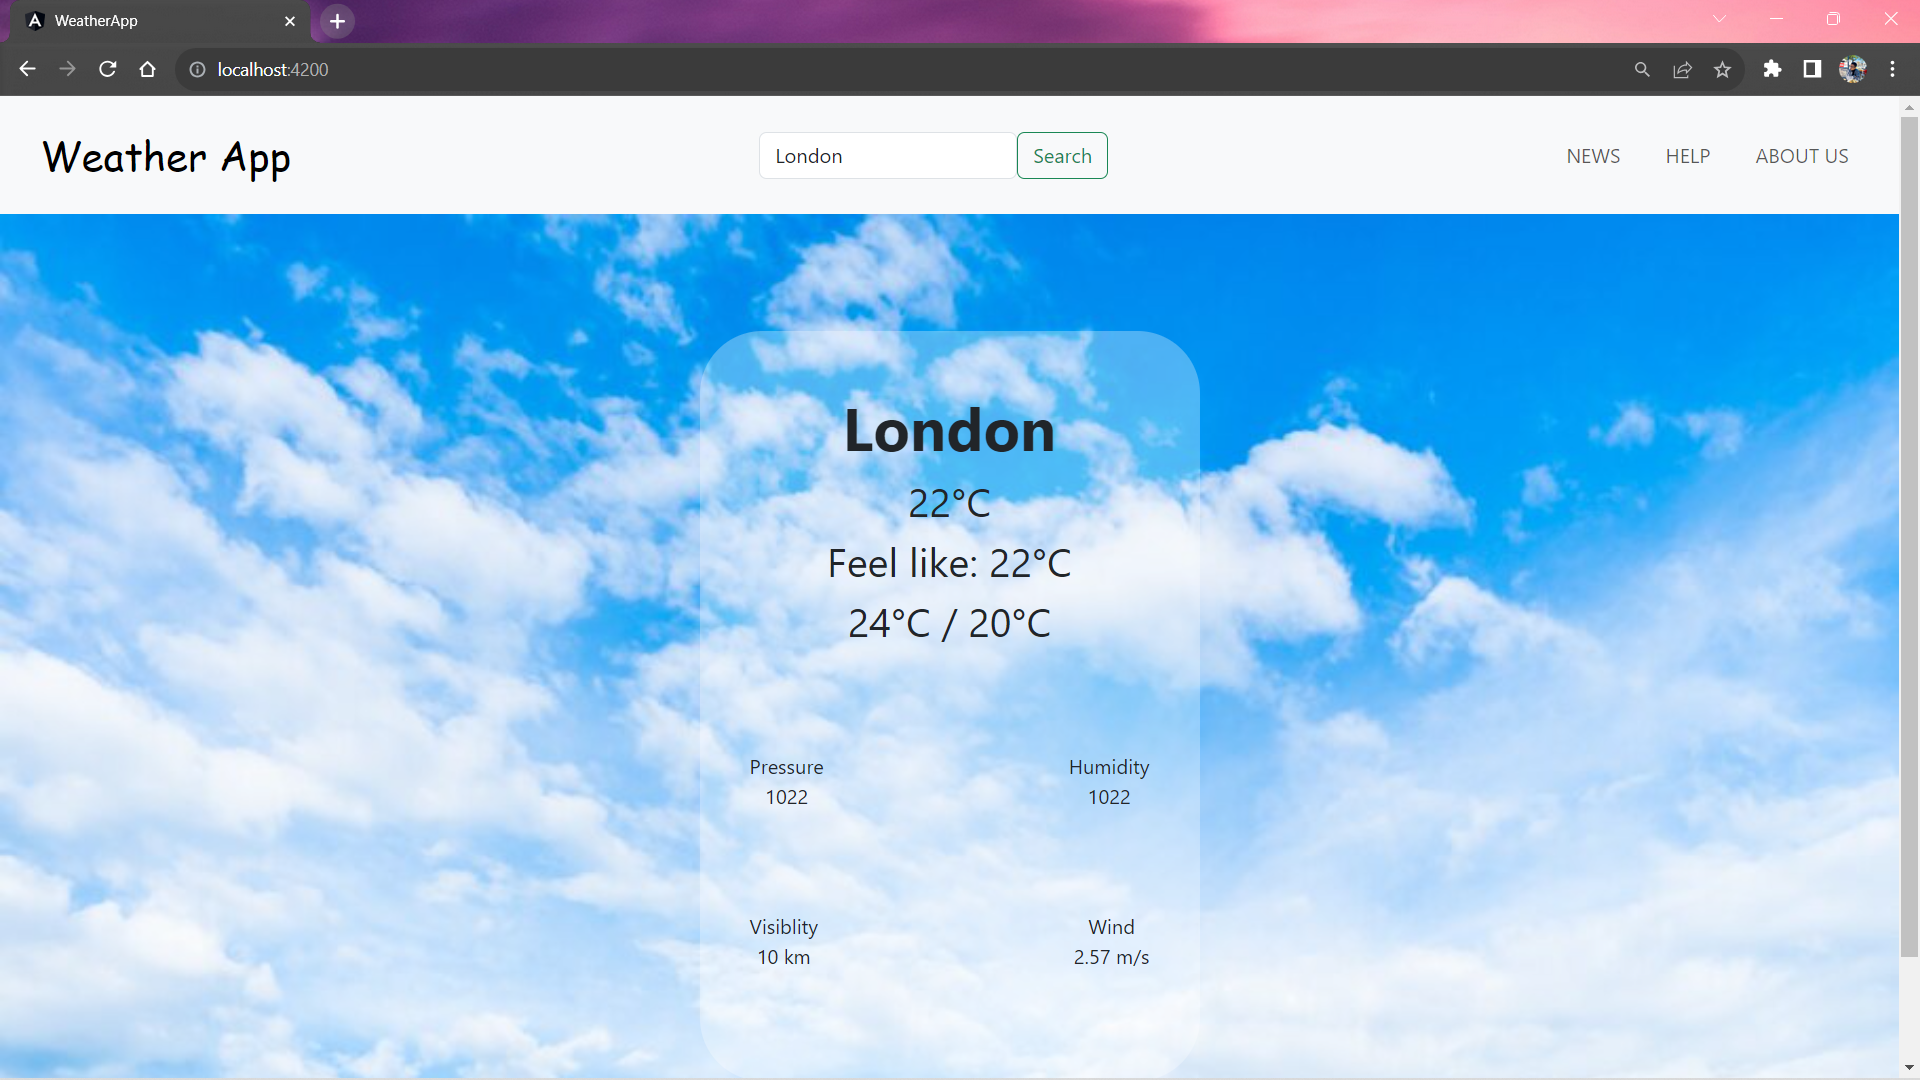 WeatherApp
localhost:4200
Weather App
London
Search
NEWS
HELP
ABOUT US
London
22°C
Feel like: 22°C
24°C / 20°C
Pressure
1022
Humidity
1022
Visiblity
10 km
Wind
2.57 m/s